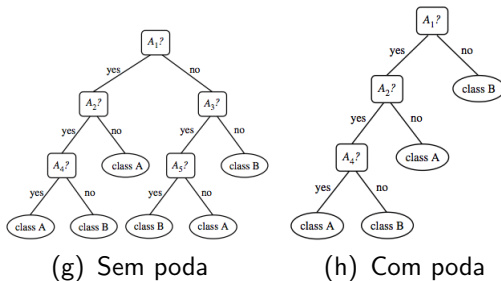 A₁?
yes
no
A₂?
A₃?
yes
no
yes
no
A₄?
class A
A₅?
class B
yes
no
yes
no
class A
class B
class B
class A
(g) Sem poda
A₁?
yes
no
A₂?
class B
yes
no
A₄?
class A
yes
no
class A
class B
(h) Com poda